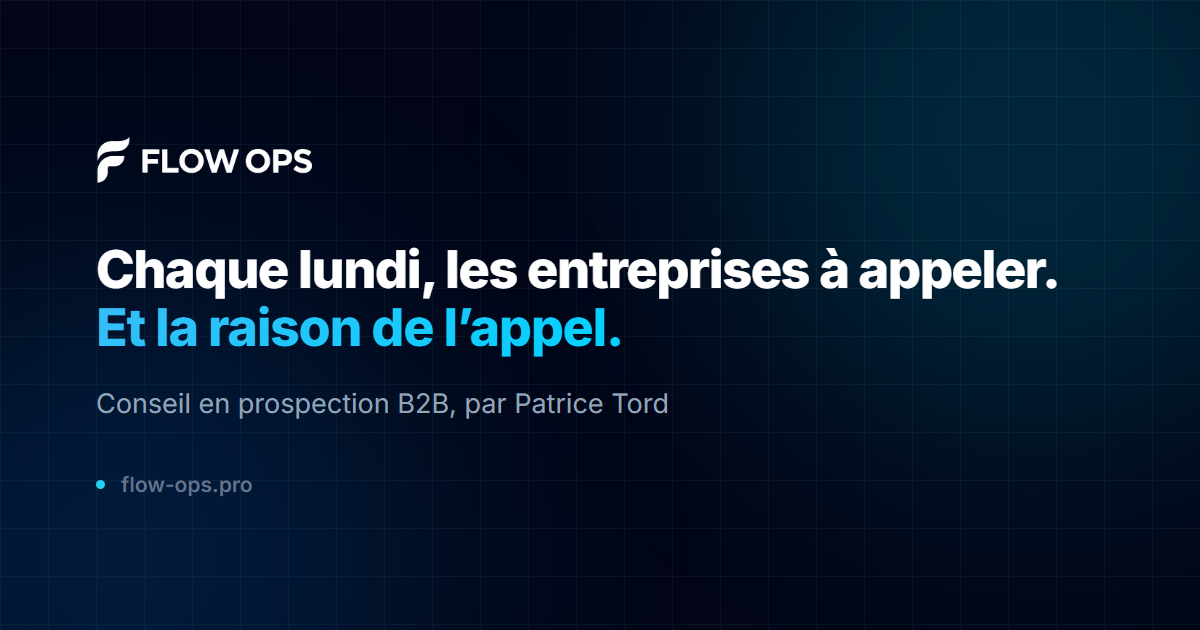 FLOW OPS
Chaque lundi, les entreprises à appeler.
Et la raison de l’appel.
Conseil en prospection B2B, par Patrice Tord
flow-ops.pro